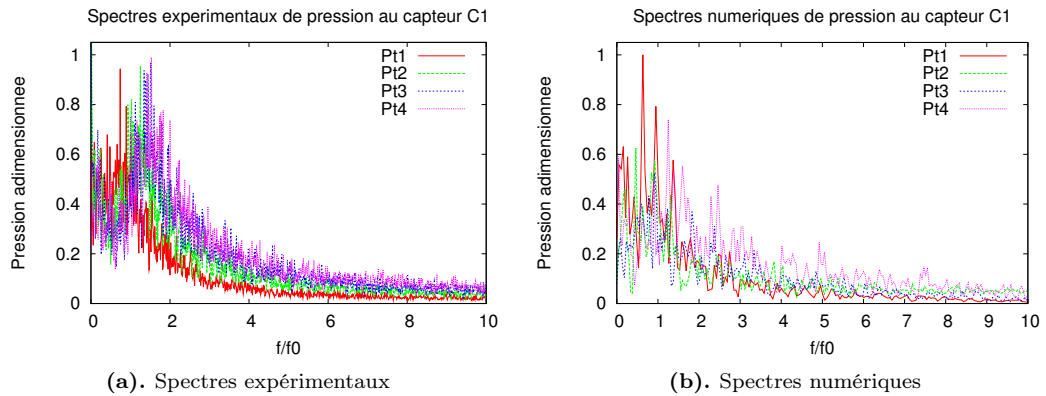 Spectres experimentaux de pression au capteur C1
Pression adimensionnee
1
0.8
0.6
0.4
0.2
0
0 2 4 6 8 10
f/f0
Pt1
Pt2
Pt3
Pt4
(a). Spectres expérimentaux
Spectres numeriques de pression au capteur C1
Pression adimensionnee
1
0.8
0.6
0.4
0.2
0
0 1 2 3 4 5 6 7 8 9 10
f/f0
Pt1
Pt2
Pt3
Pt4
(b). Spectres numériques